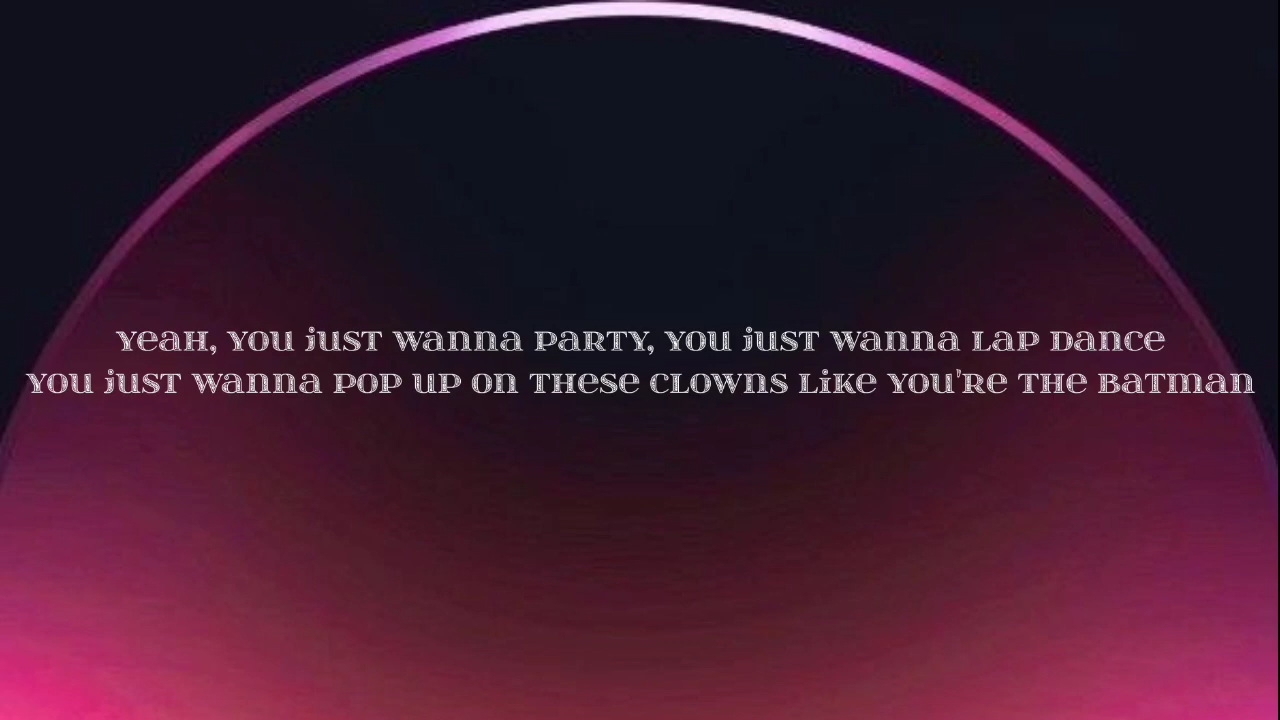 Yeah, you just wanna party, you just wanna lap dance
You just wanna pop up on these clowns like you're the Batman